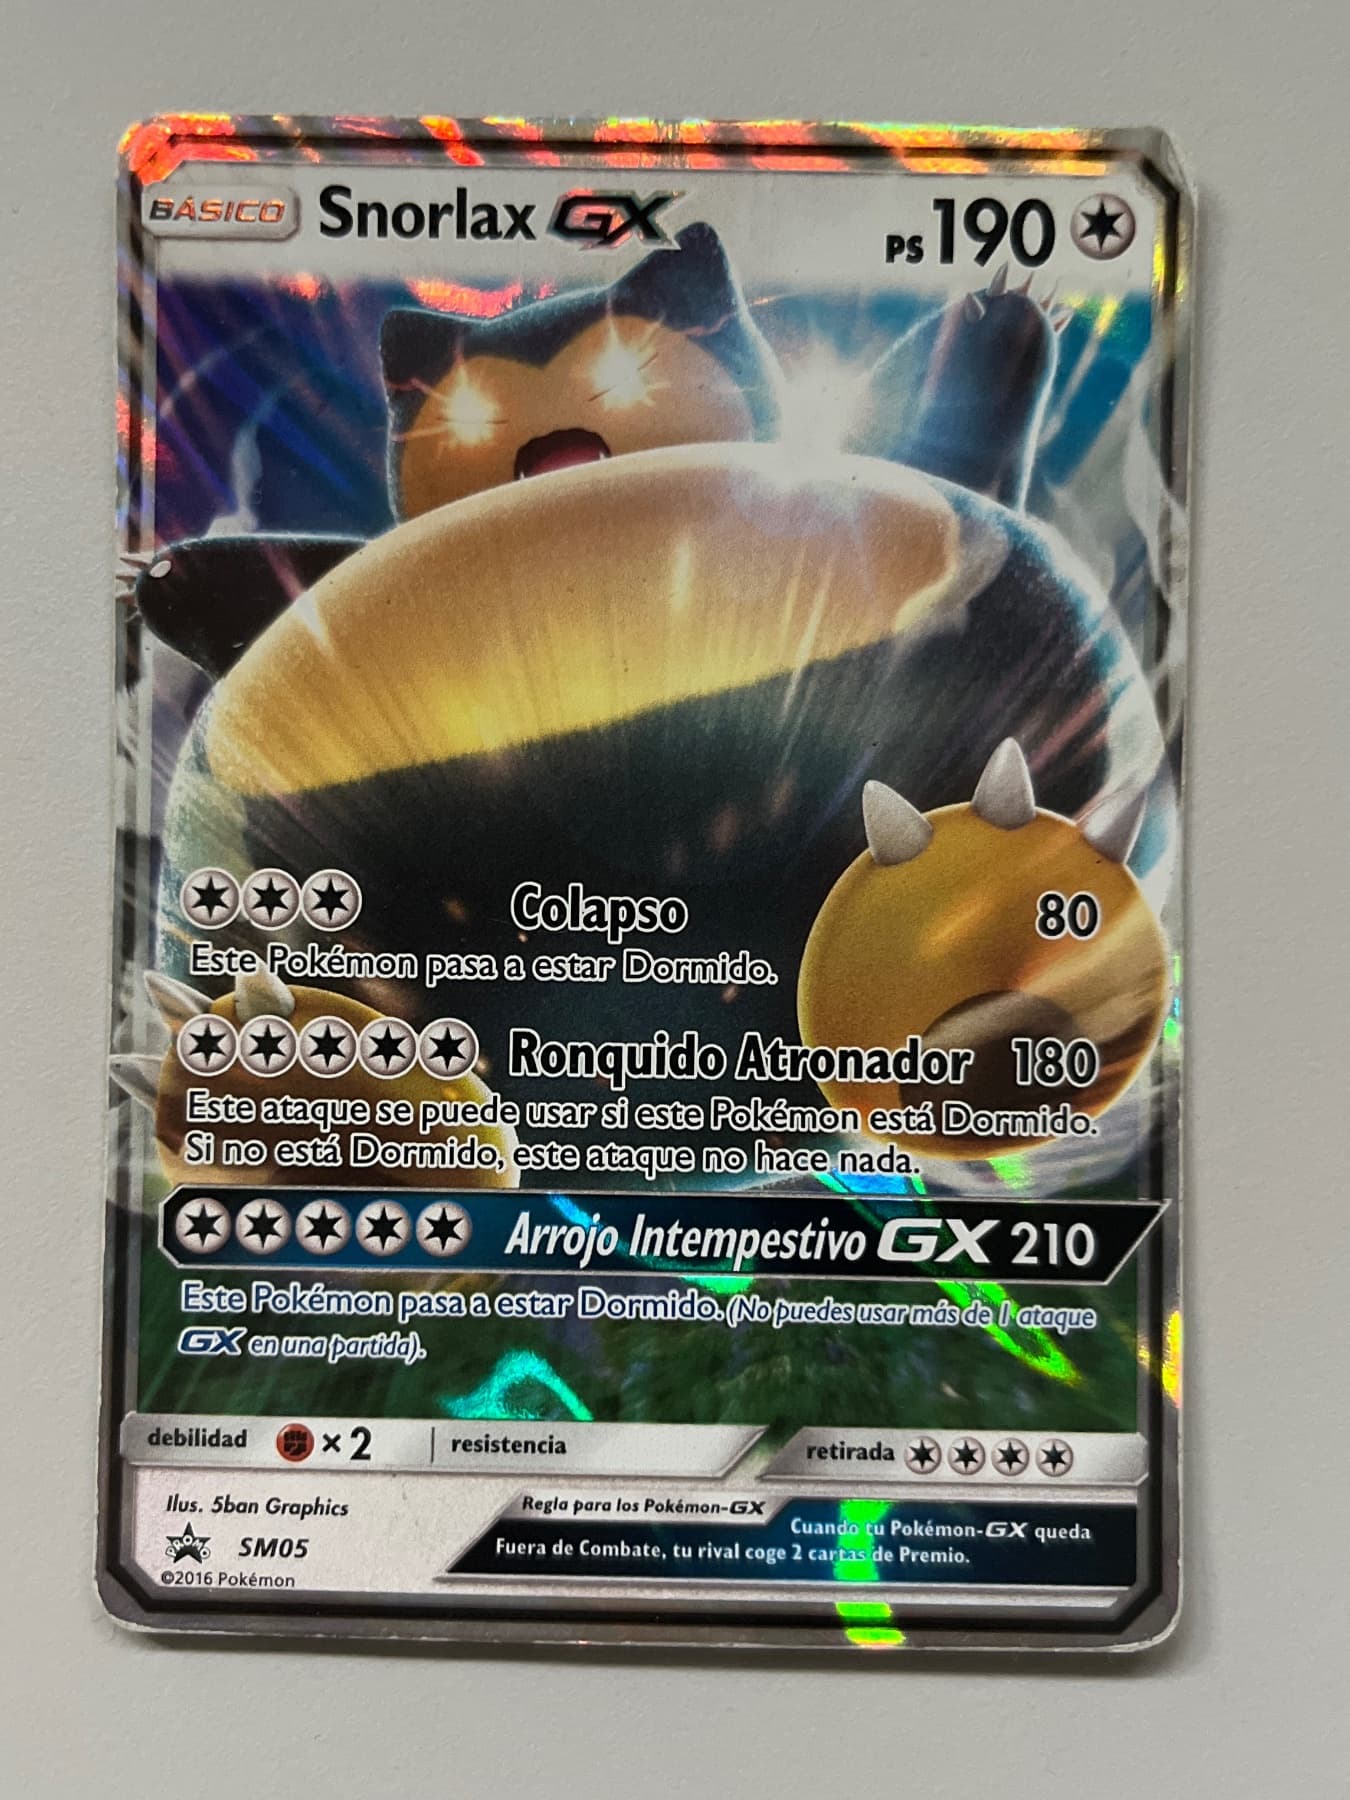 BÁSICO Snorlax GX PS 190
Colapso 80
Este Pokémon pasa a estar Dormido.
Ronquido Atronador 180
Este ataque se puede usar si este Pokémon está Dormido.
Si no está Dormido, este ataque no hace nada.
Arrojo Intempestivo GX 210
Este Pokémon pasa a estar Dormido. (No puedes usar más de 1 ataque
GX en una partida).
debilidad × 2 resistencia retirada
Ilus. 5ban Graphics
Regla para los Pokémon-GX
Cuando tu Pokémon-GX queda
Fuera de Combate, tu rival coge 2 cartas de Premio.
PROMO SM05
©2016 Pokémon